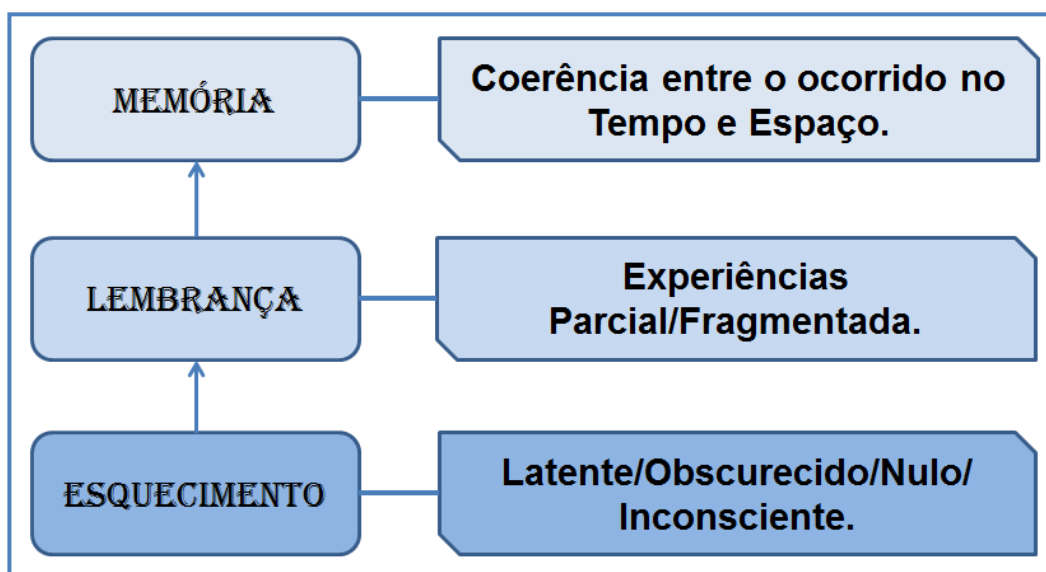 MEMÓRIA
Coerência entre o ocorrido no
Tempo e Espaço.
LEMBRANÇA
Experiências
Parcial/Fragmentada.
ESQUECIMENTO
Latente/Obscurecido/Nulo/
Inconsciente.